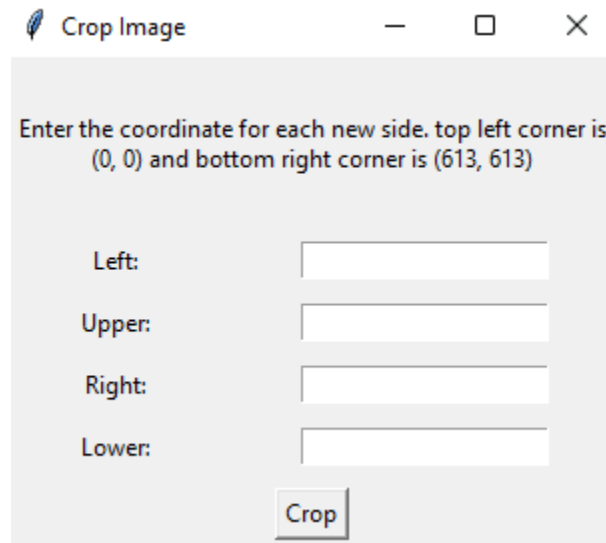 Crop Image
Enter the coordinate for each new side. top left corner is
(0, 0) and bottom right corner is (613, 613)
Left:
Upper:
Right:
Lower:
Crop